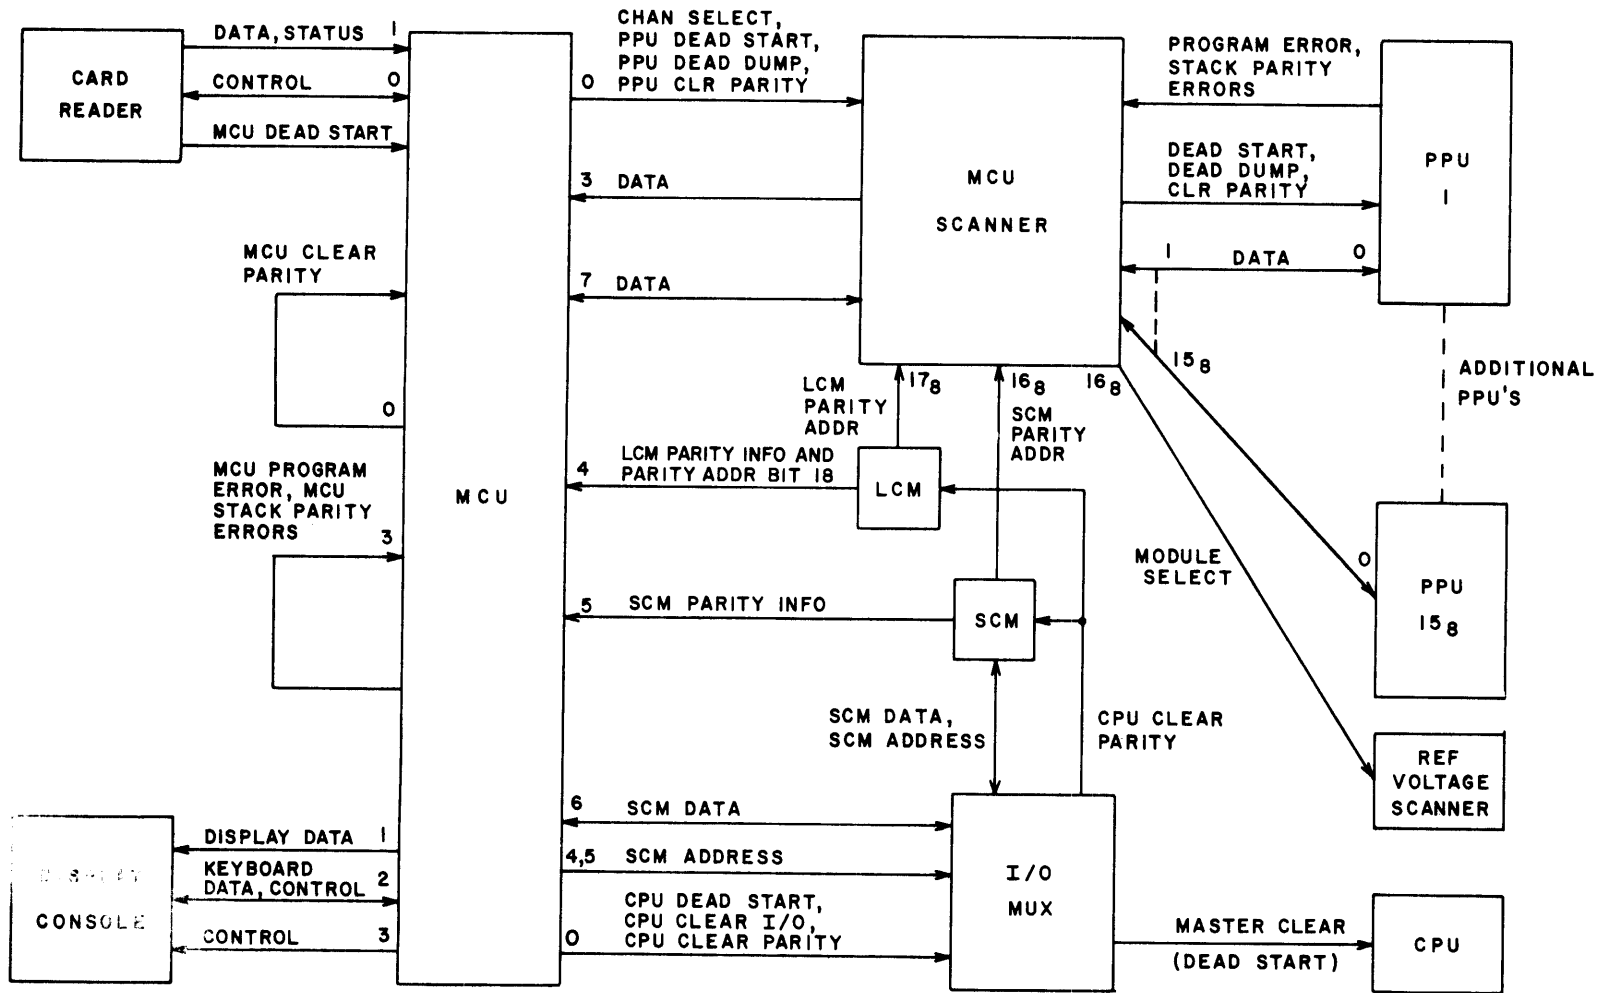 CARD
READER
DATA, STATUS 1
CONTROL 0
MCU DEAD START
MCU CLEAR
PARITY
0
MCU PROGRAM
ERROR, MCU
STACK PARITY
ERRORS
3
DISPLAY
CONSOLE
DISPLAY DATA 1
KEYBOARD
DATA, CONTROL 2
CONTROL 3
MCU
CHAN SELECT,
PPU DEAD START,
PPU DEAD DUMP,
0 PPU CLR PARITY
3 DATA
7 DATA
LCM PARITY INFO AND
4 PARITY ADDR BIT 18
5 SCM PARITY INFO
6 SCM DATA
4,5 SCM ADDRESS
CPU DEAD START,
CPU CLEAR I/O,
0 CPU CLEAR PARITY
MCU
SCANNER
LCM
PARITY
ADDR
17₈
16₈
16₈
SCM
PARITY
ADDR
LCM
SCM
SCM DATA,
SCM ADDRESS
CPU CLEAR
PARITY
I/O
MUX
PROGRAM ERROR,
STACK PARITY
ERRORS
DEAD START,
DEAD DUMP,
CLR PARITY
1 DATA 0
15₈
PPU
1
ADDITIONAL
PPU'S
MODULE
SELECT
0
PPU
15₈
REF
VOLTAGE
SCANNER
MASTER CLEAR
(DEAD START)
CPU